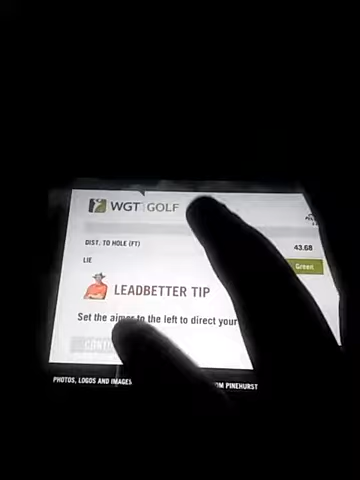 WGT GOLF
DIST. TO HOLE (FT) 43.68
LIE Green
LEADBETTER TIP
Set the aimer to the left to direct your
PHOTOS, LOGOS AND IMAGES OM PINEHURST